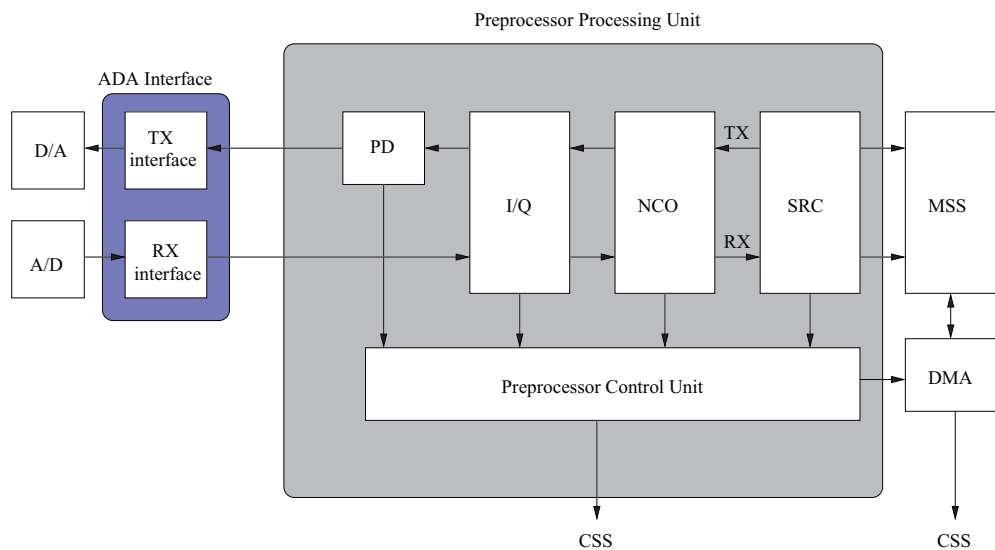 Preprocessor Processing Unit
ADA Interface
D/A
TX
interface
PD
I/Q
NCO
TX
SRC
MSS
A/D
RX
interface
RX
Preprocessor Control Unit
DMA
CSS
CSS